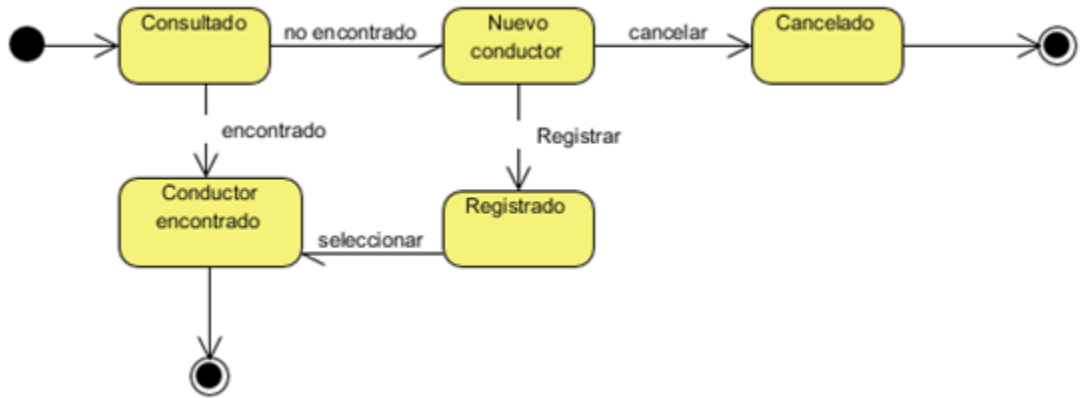 Consultado
no encontrado
Nuevo
conductor
cancelar
Cancelado
encontrado
Registrar
Conductor
encontrado
seleccionar
Registrado